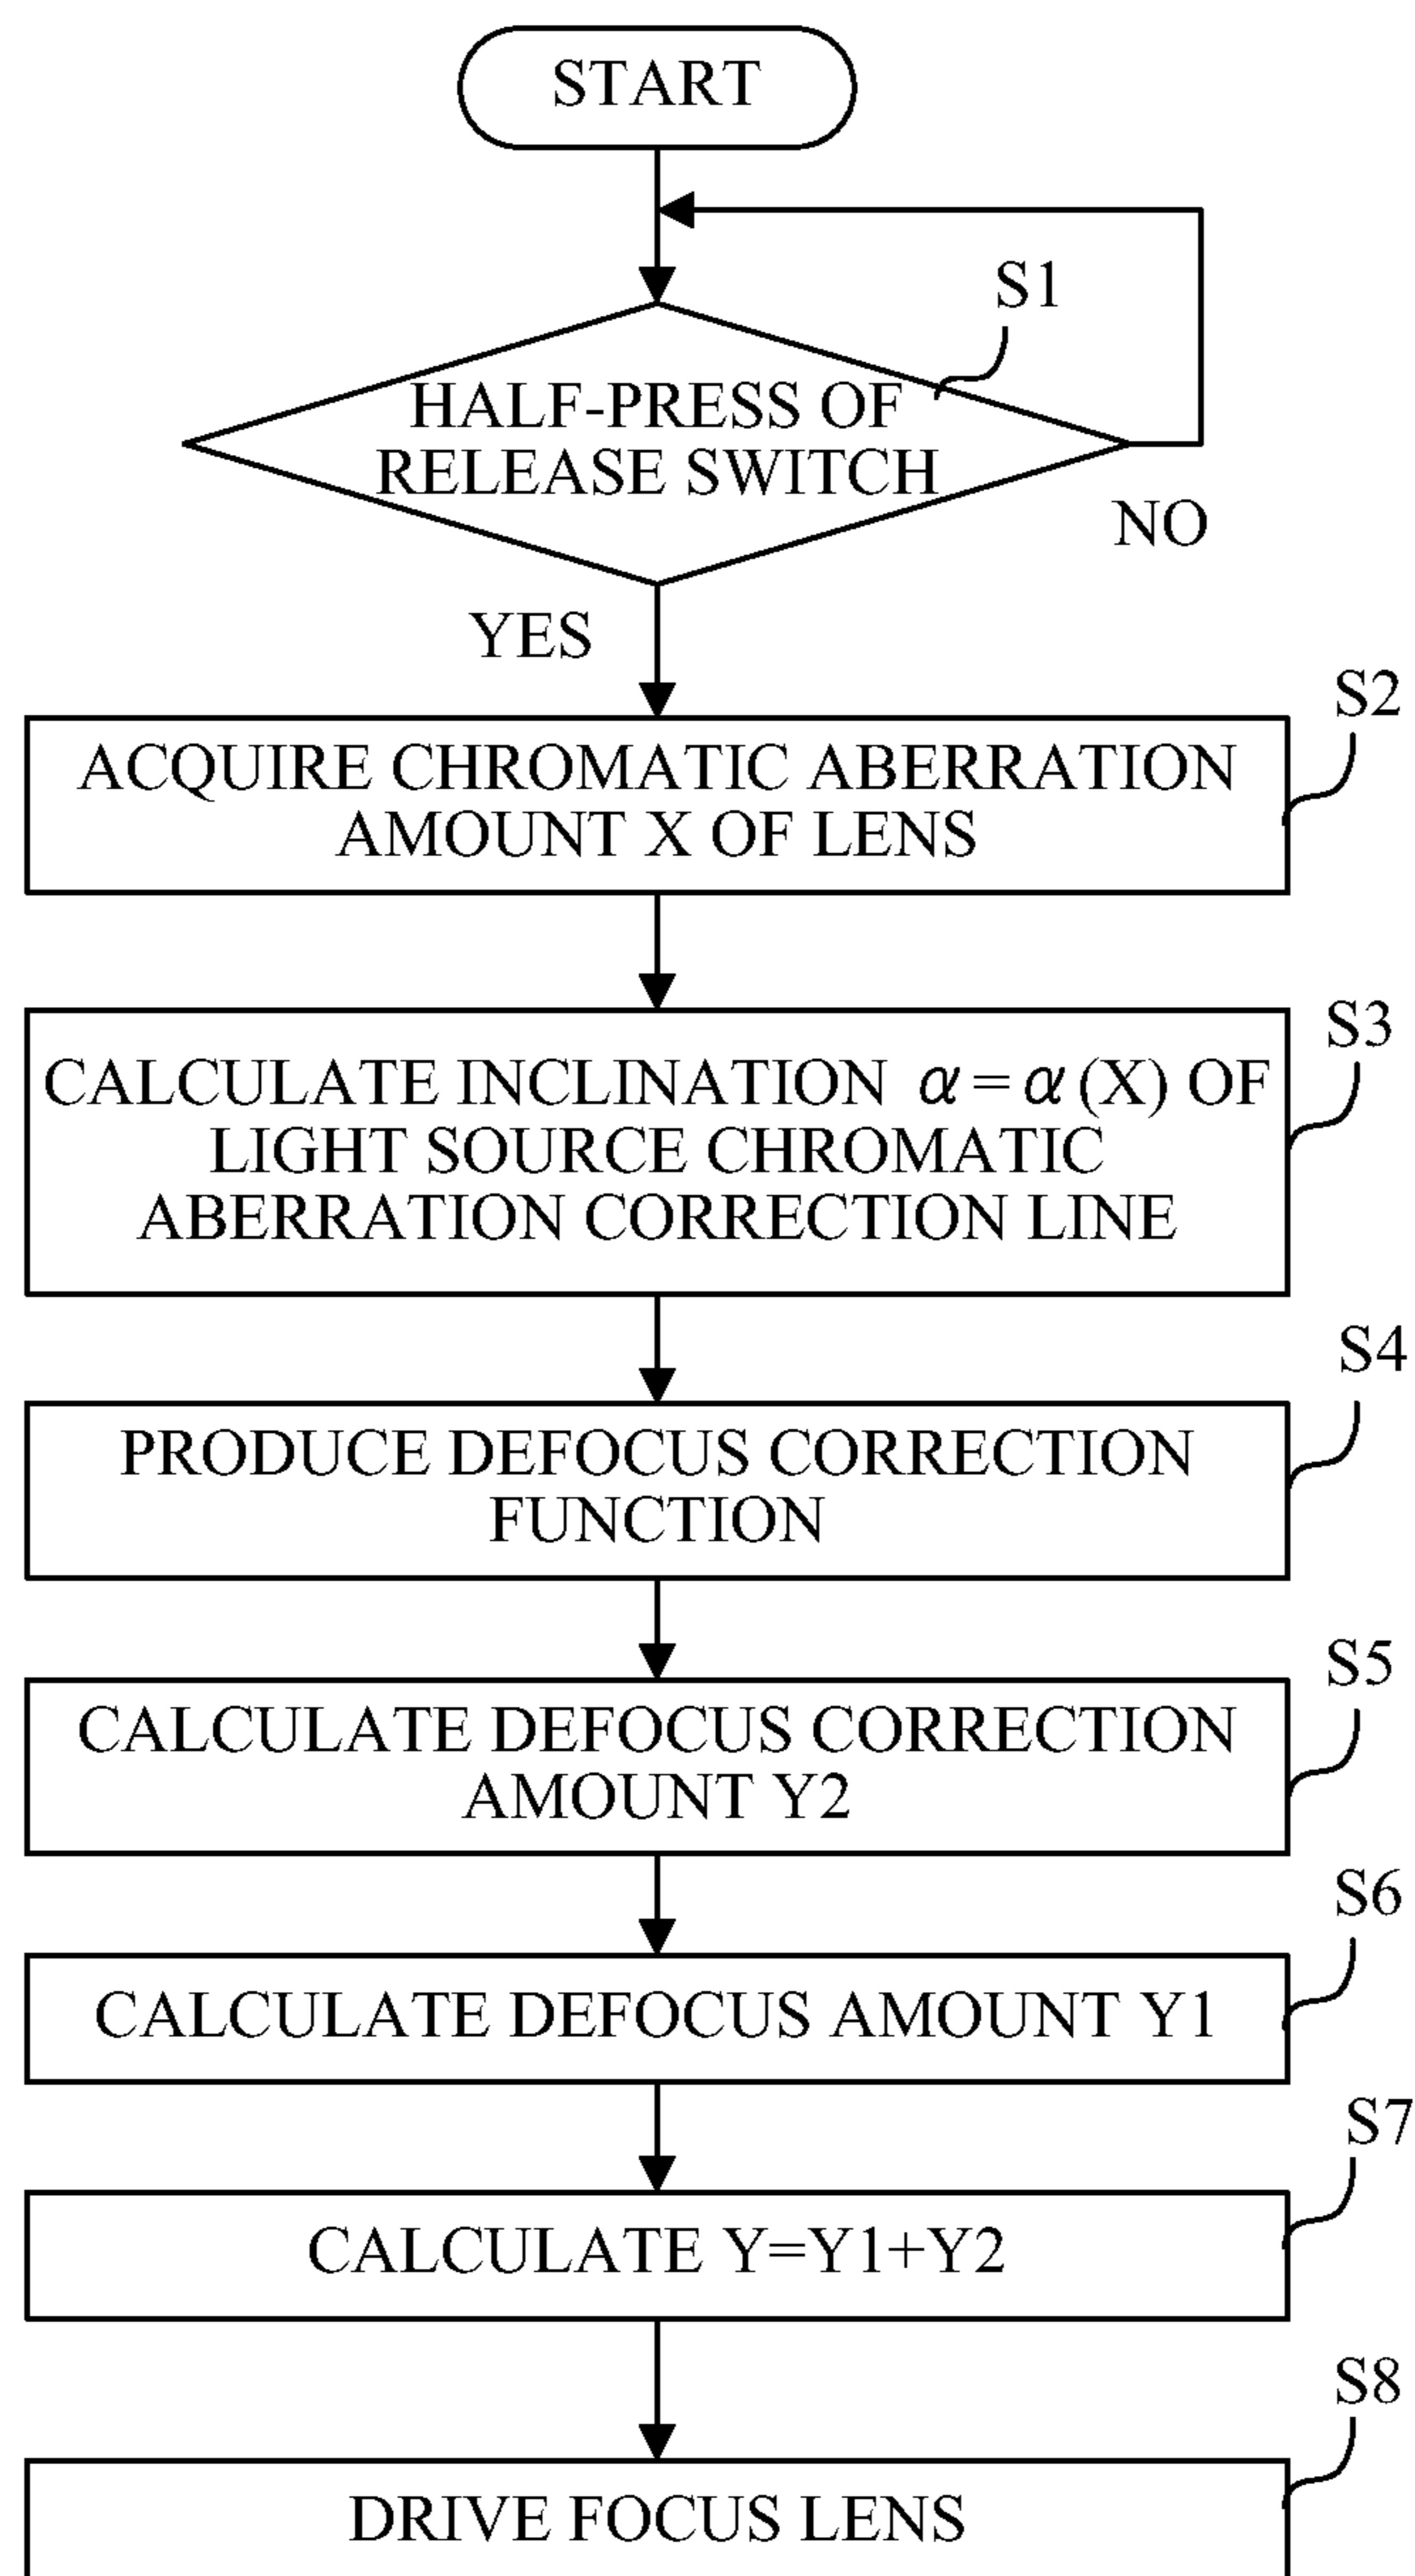 START
S1
HALF-PRESS OF
RELEASE SWITCH
NO
YES
S2
ACQUIRE CHROMATIC ABERRATION
AMOUNT X OF LENS
S3
CALCULATE INCLINATION α = α (X) OF
LIGHT SOURCE CHROMATIC
ABERRATION CORRECTION LINE
S4
PRODUCE DEFOCUS CORRECTION
FUNCTION
S5
CALCULATE DEFOCUS CORRECTION
AMOUNT Y2
S6
CALCULATE DEFOCUS AMOUNT Y1
S7
CALCULATE Y=Y1+Y2
S8
DRIVE FOCUS LENS